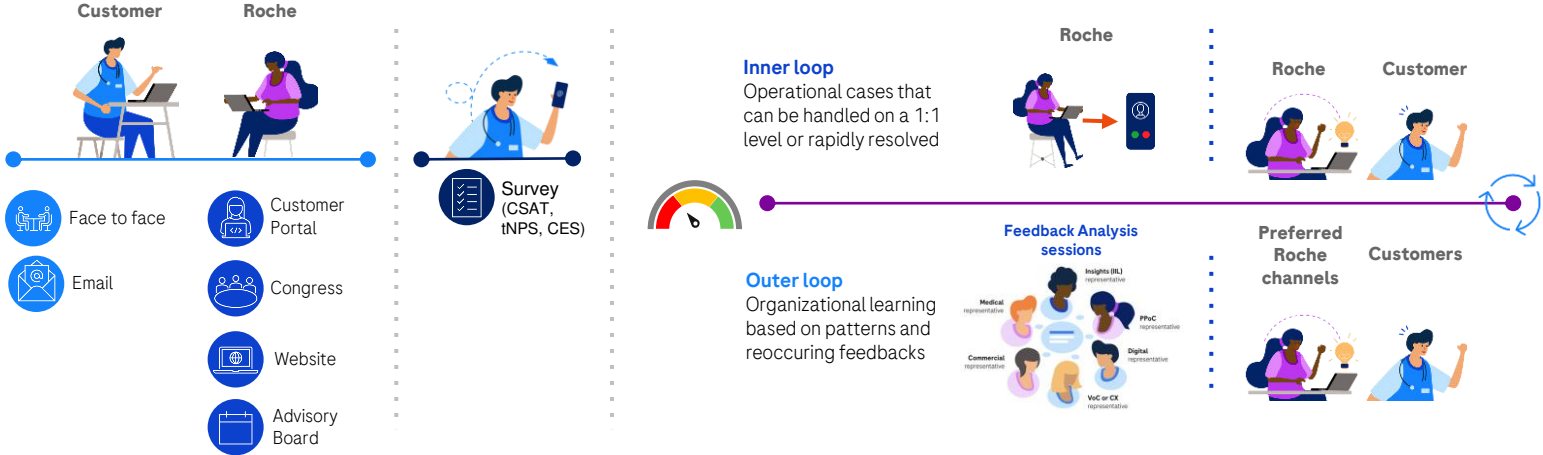 Customer
Roche
Face to face
Email
Customer
Portal
Congress
Website
Advisory
Board
Survey
(CSAT,
tNPS, CES)
Inner loop
Operational cases that
can be handled on a 1:1
level or rapidly resolved
Roche
Roche
Customer
Outer loop
Organizational learning
based on patterns and
reoccuring feedbacks
Feedback Analysis
sessions
Insights (IIL)
representative
Medical
representative
PPoC
representative
Commercial
representative
Digital
representative
VoC or CX
representative
Preferred
Roche
channels
Customers